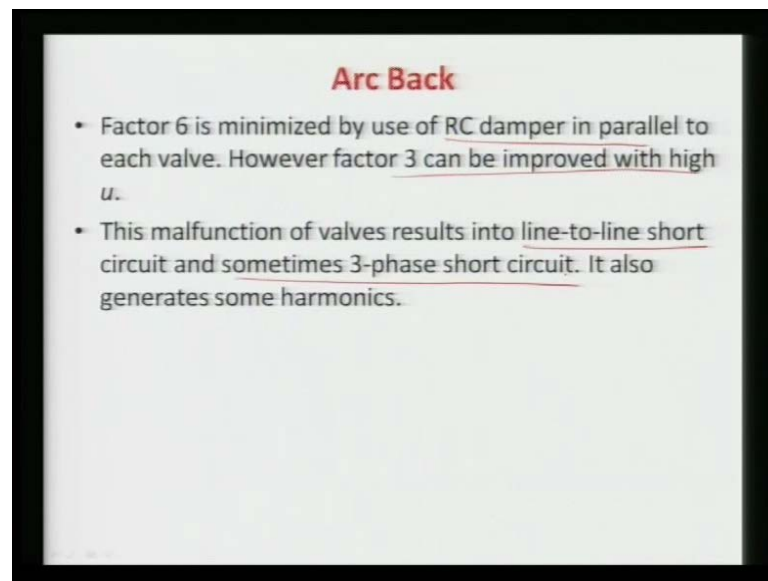 Arc Back
• Factor 6 is minimized by use of RC damper in parallel to
each valve. However factor 3 can be improved with high
u.
• This malfunction of valves results into line-to-line short
circuit and sometimes 3-phase short circuit. It also
generates some harmonics.